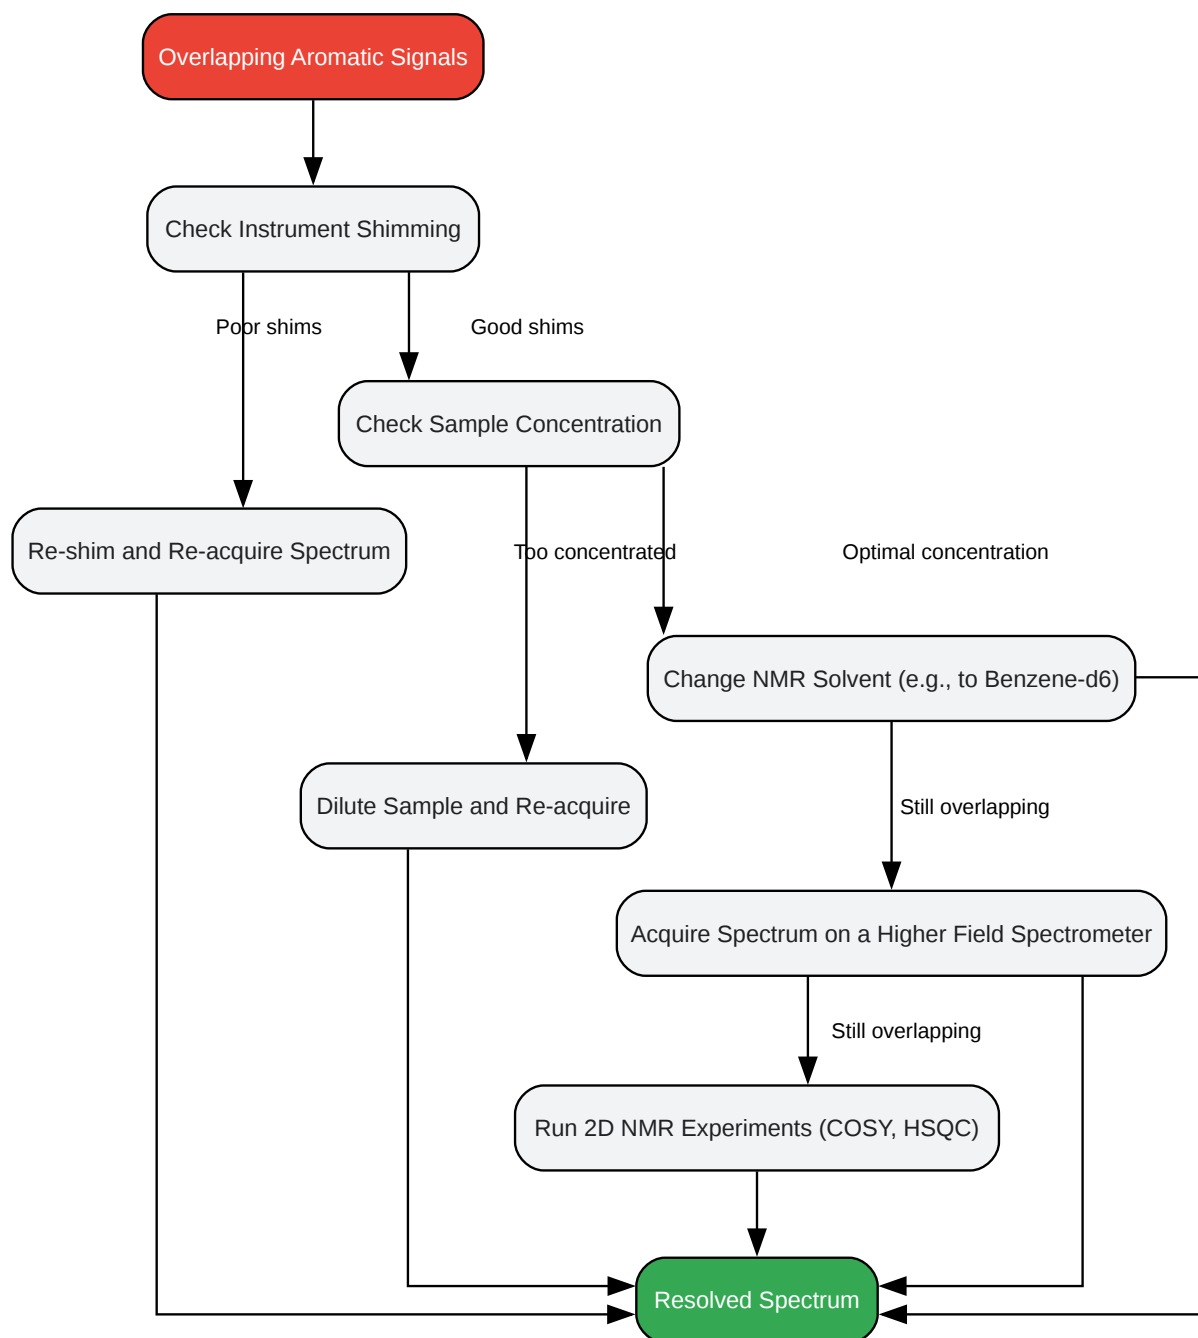 Overlapping Aromatic Signals
Check Instrument Shimming
Poor shims
Good shims
Check Sample Concentration
Re-shim and Re-acquire Spectrum
Too concentrated
Optimal concentration
Change NMR Solvent (e.g., to Benzene-d6)
Dilute Sample and Re-acquire
Still overlapping
Acquire Spectrum on a Higher Field Spectrometer
Still overlapping
Run 2D NMR Experiments (COSY, HSQC)
Resolved Spectrum